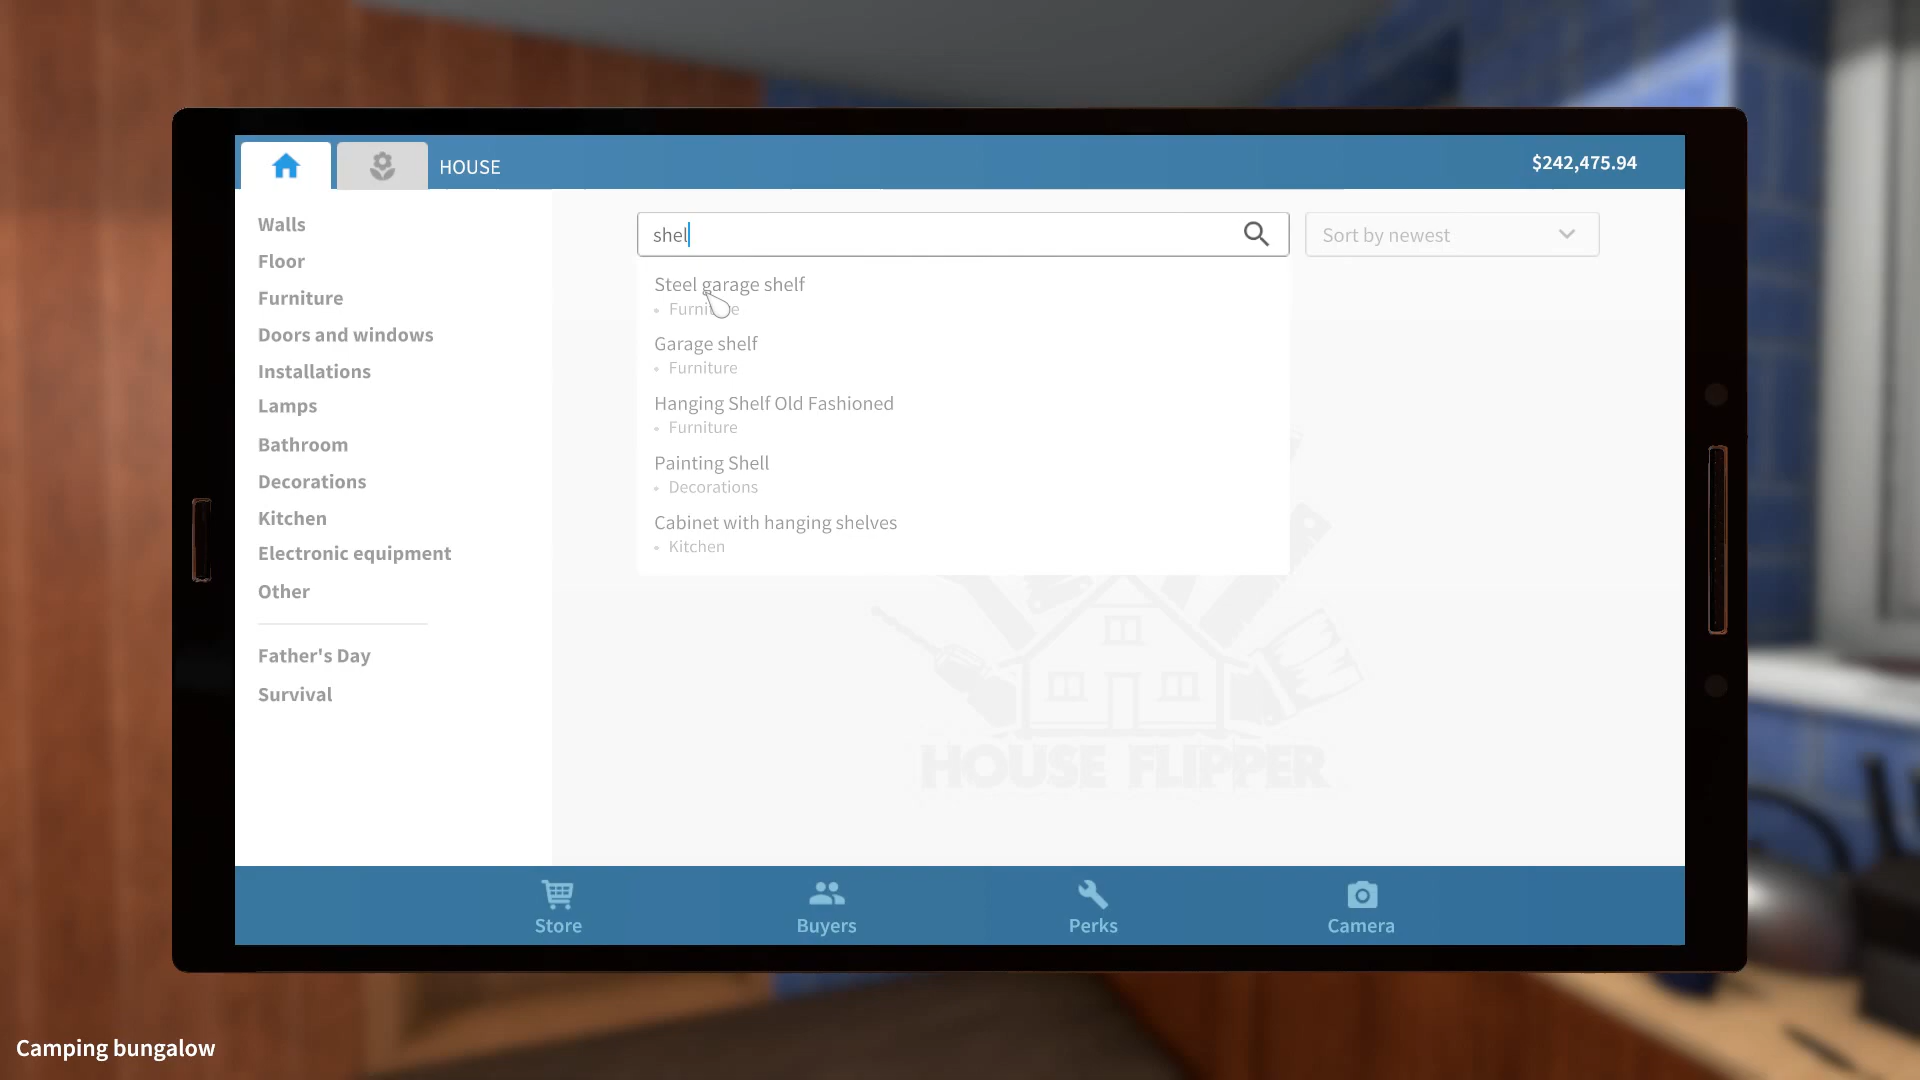 HOUSE
$242,475.94
Walls
Floor
Furniture
Doors and windows
Installations
Lamps
Bathroom
Decorations
Kitchen
Electronic equipment
Other
Father's Day
Survival
shel
Sort by newest
Steel garage shelf
• Furniture
Garage shelf
• Furniture
Hanging Shelf Old Fashioned
• Furniture
Painting Shell
• Decorations
Cabinet with hanging shelves
• Kitchen
HOUSE FLIPPER
Store
Buyers
Perks
Camera
Camping bungalow